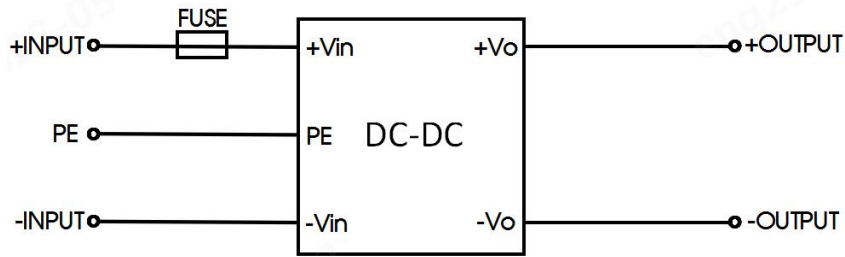 FUSE
+INPUT +Vin +Vo +OUTPUT
PE PE DC-DC
-INPUT -Vin -Vo -OUTPUT